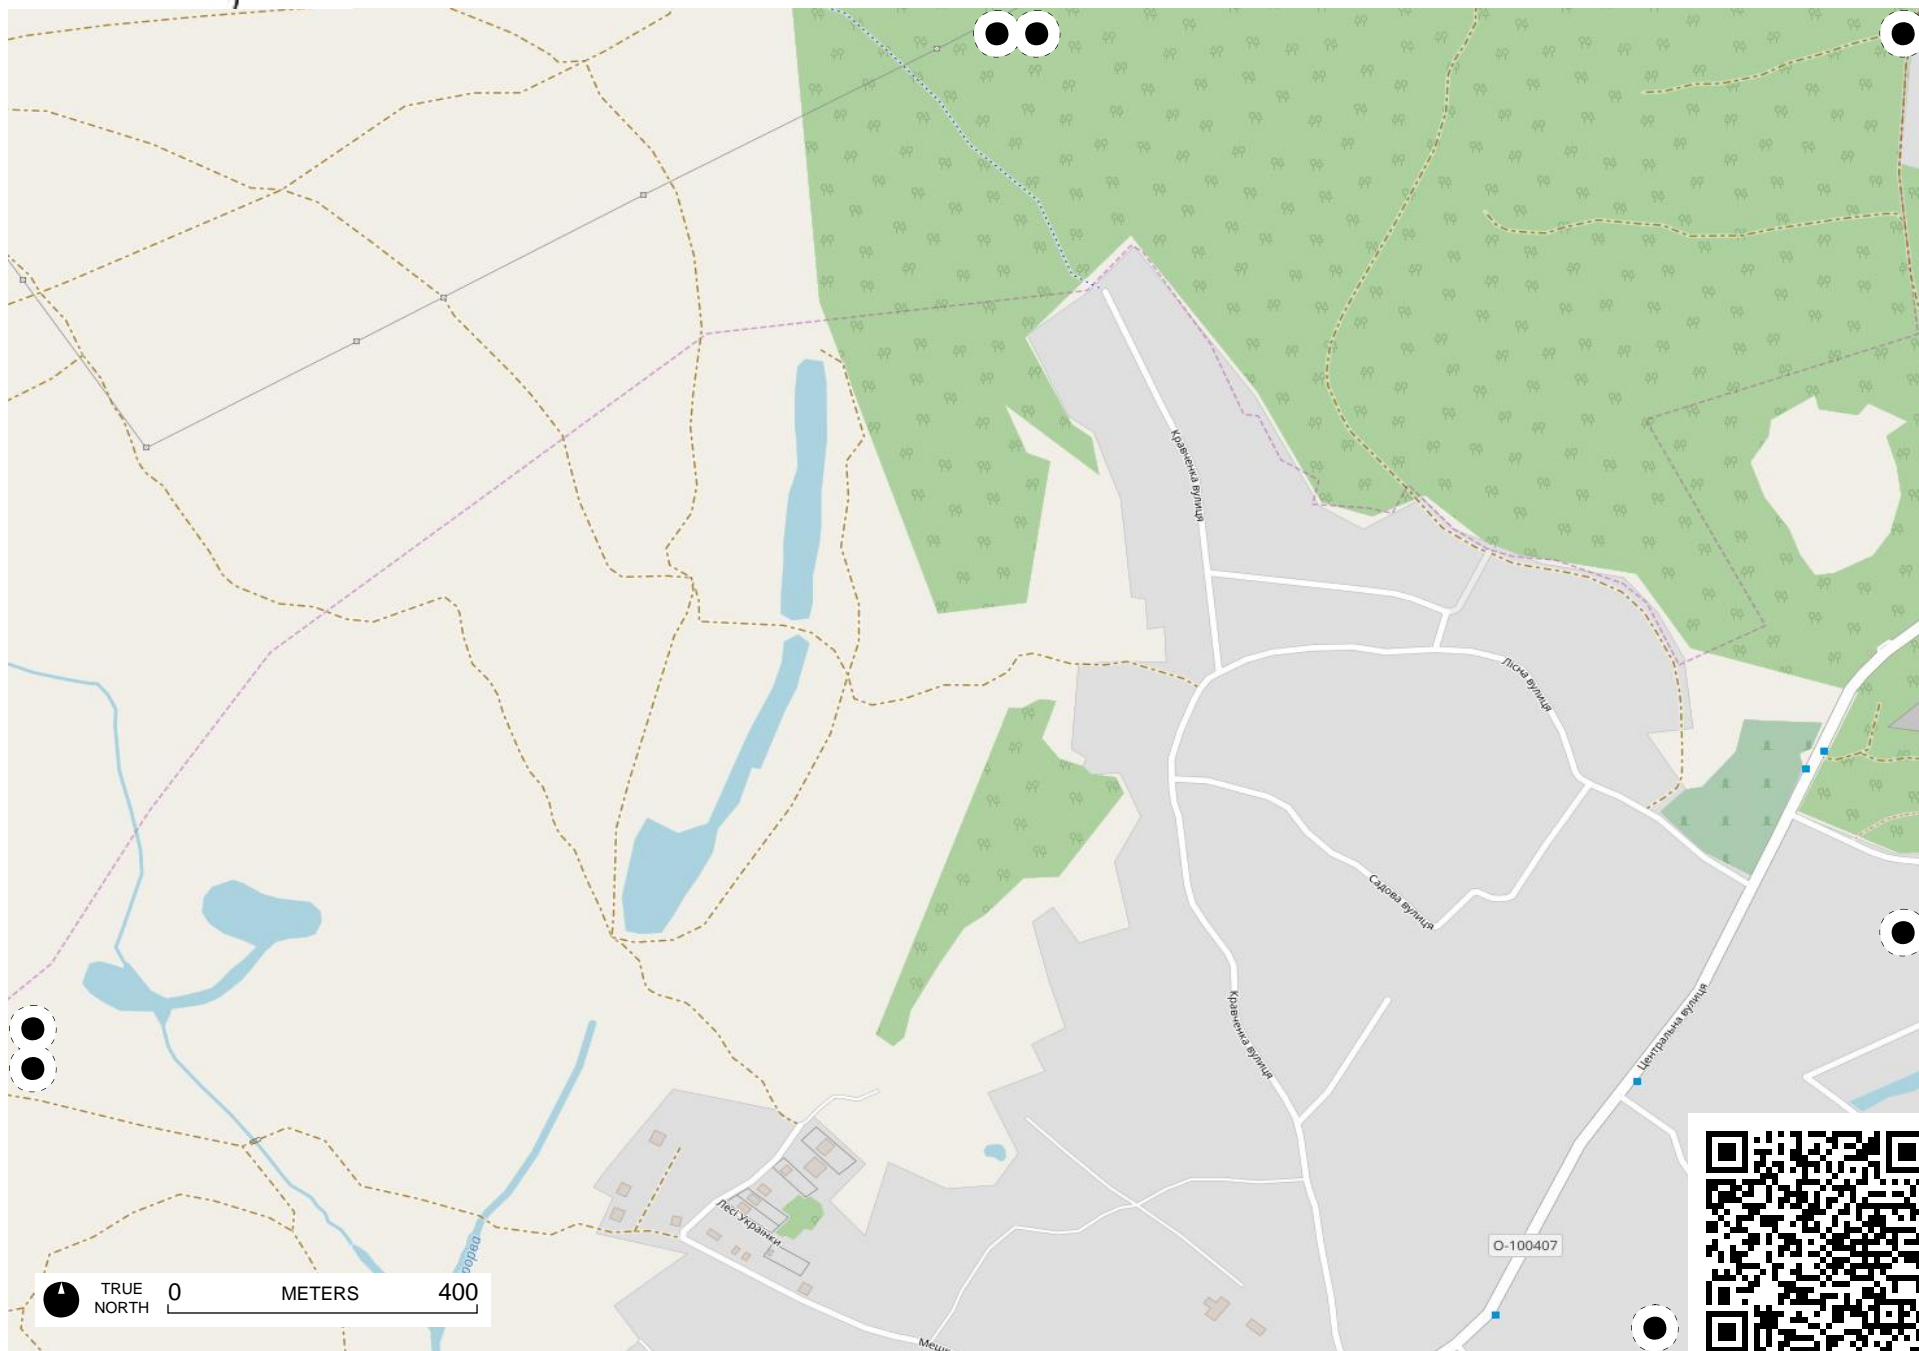 Кравченка вулиця
Лісна вулиця
Садова вулиця
Кравченка вулиця
Центральна вулиця
Лесі Українки
О-100407
TRUE
NORTH
0 METERS 400